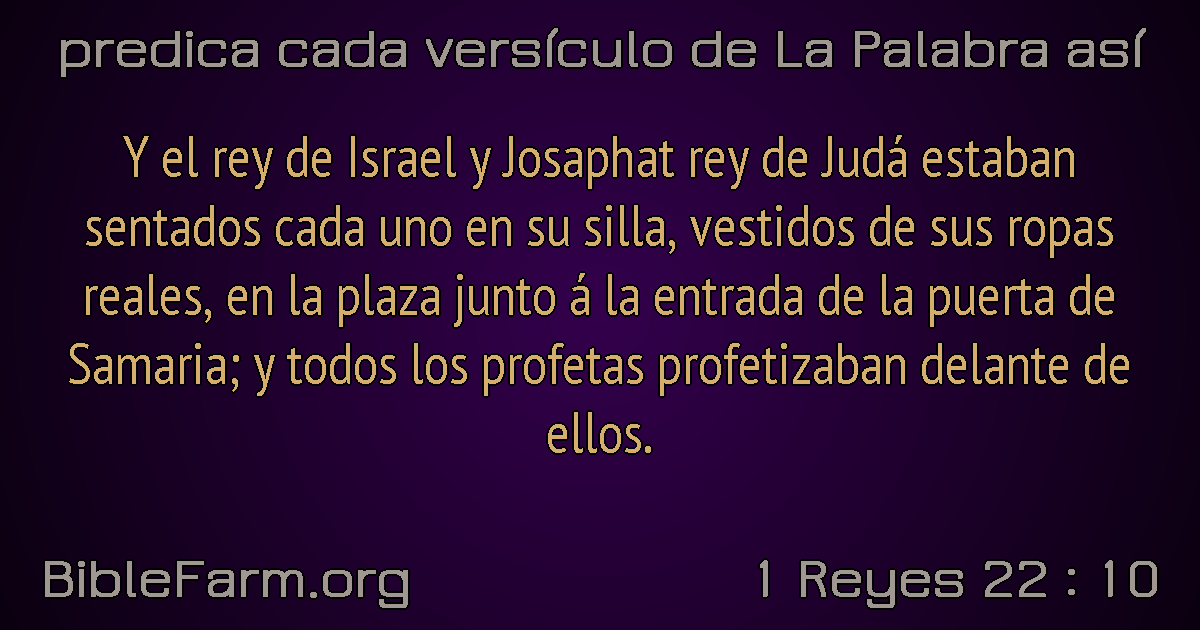 predica cada versículo de La Palabra así
Y el rey de Israel y Josaphat rey de Judá estaban
sentados cada uno en su silla, vestidos de sus ropas
reales, en la plaza junto á la entrada de la puerta de
Samaria; y todos los profetas profetizaban delante de
ellos.
BibleFarm.org
1 Reyes 22 : 10